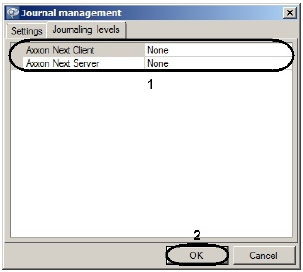 Journal management
Settings Journaling levels
Axxon Next Client None
Axxon Next Server None
1
2
OK Cancel